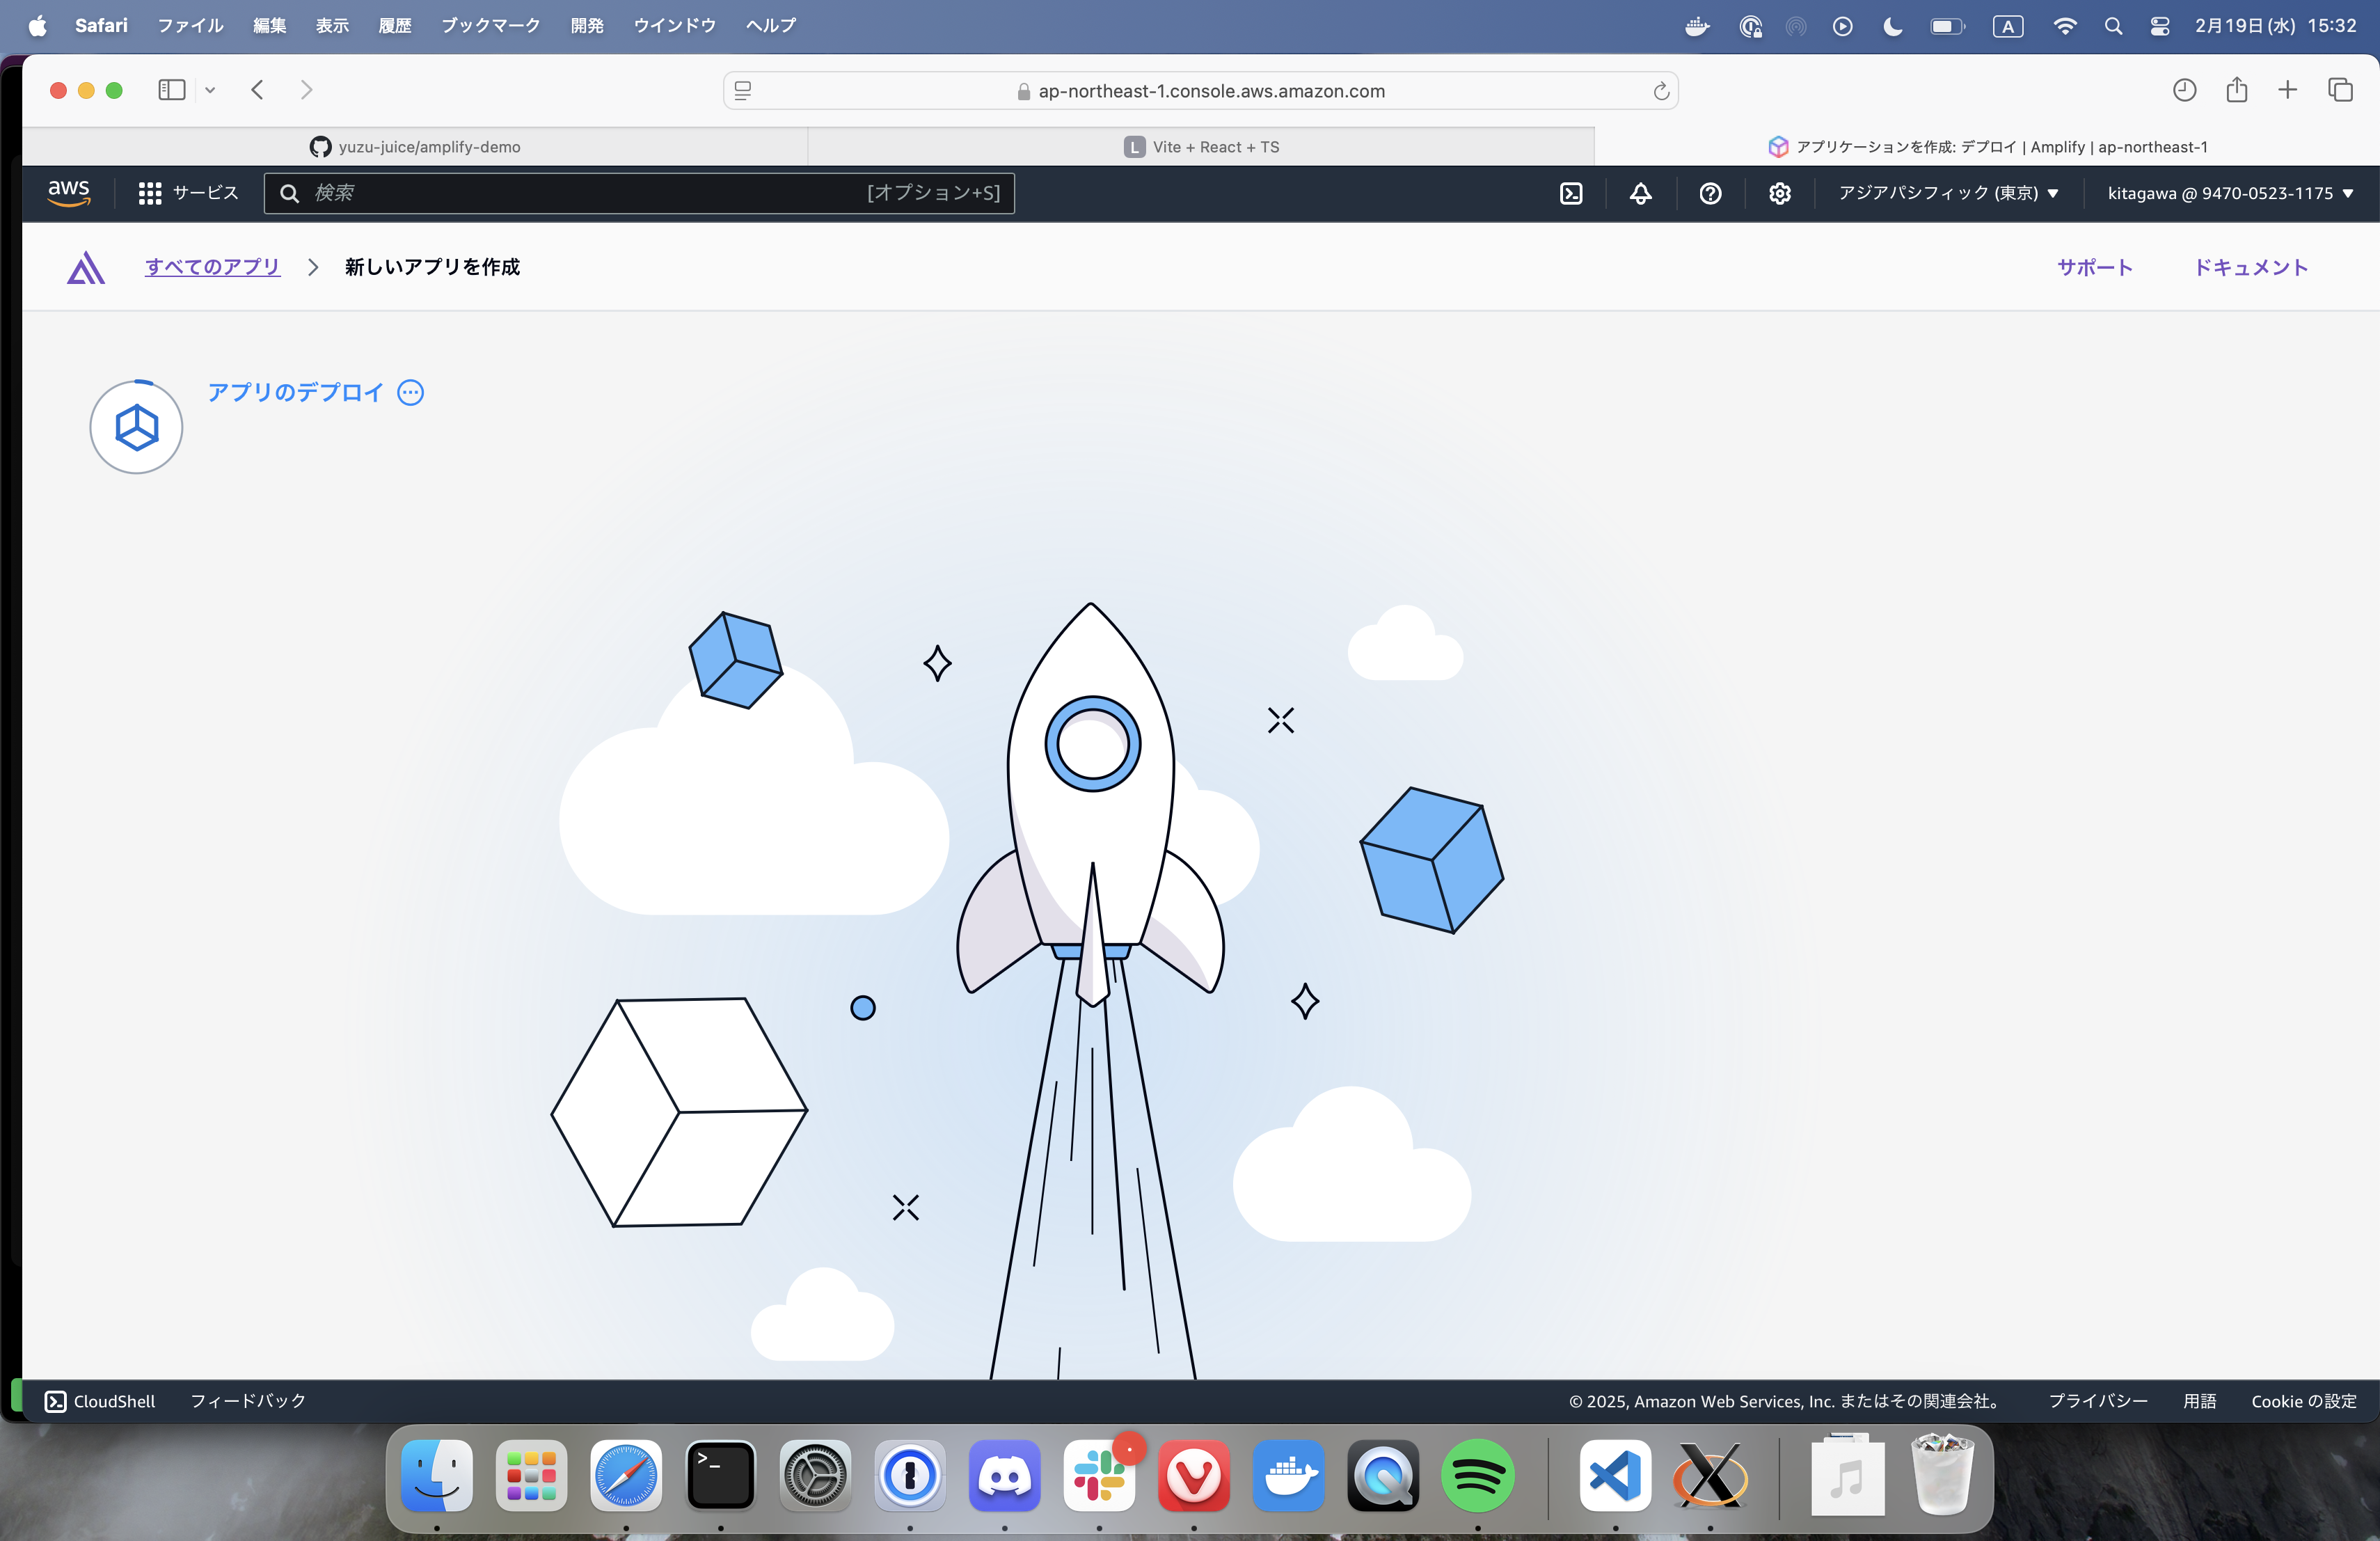 Safari ファイル 編集 表示 履歴 ブックマーク 開発 ウインドウ ヘルプ A 2月19日(水) 15:32
ap-northeast-1.console.aws.amazon.com
yuzu-juice/amplify-demo
L Vite + React + TS
アプリケーションを作成: デプロイ | Amplify | ap-northeast-1
aws サービス 検索 [オプション+S] アジアパシフィック (東京) ▼ kitagawa @ 9470-0523-1175 ▼
すべてのアプリ 新しいアプリを作成 サポート ドキュメント
アプリのデプロイ
CloudShell フィードバック © 2025, Amazon Web Services, Inc. またはその関連会社。 プライバシー 用語 Cookie の設定